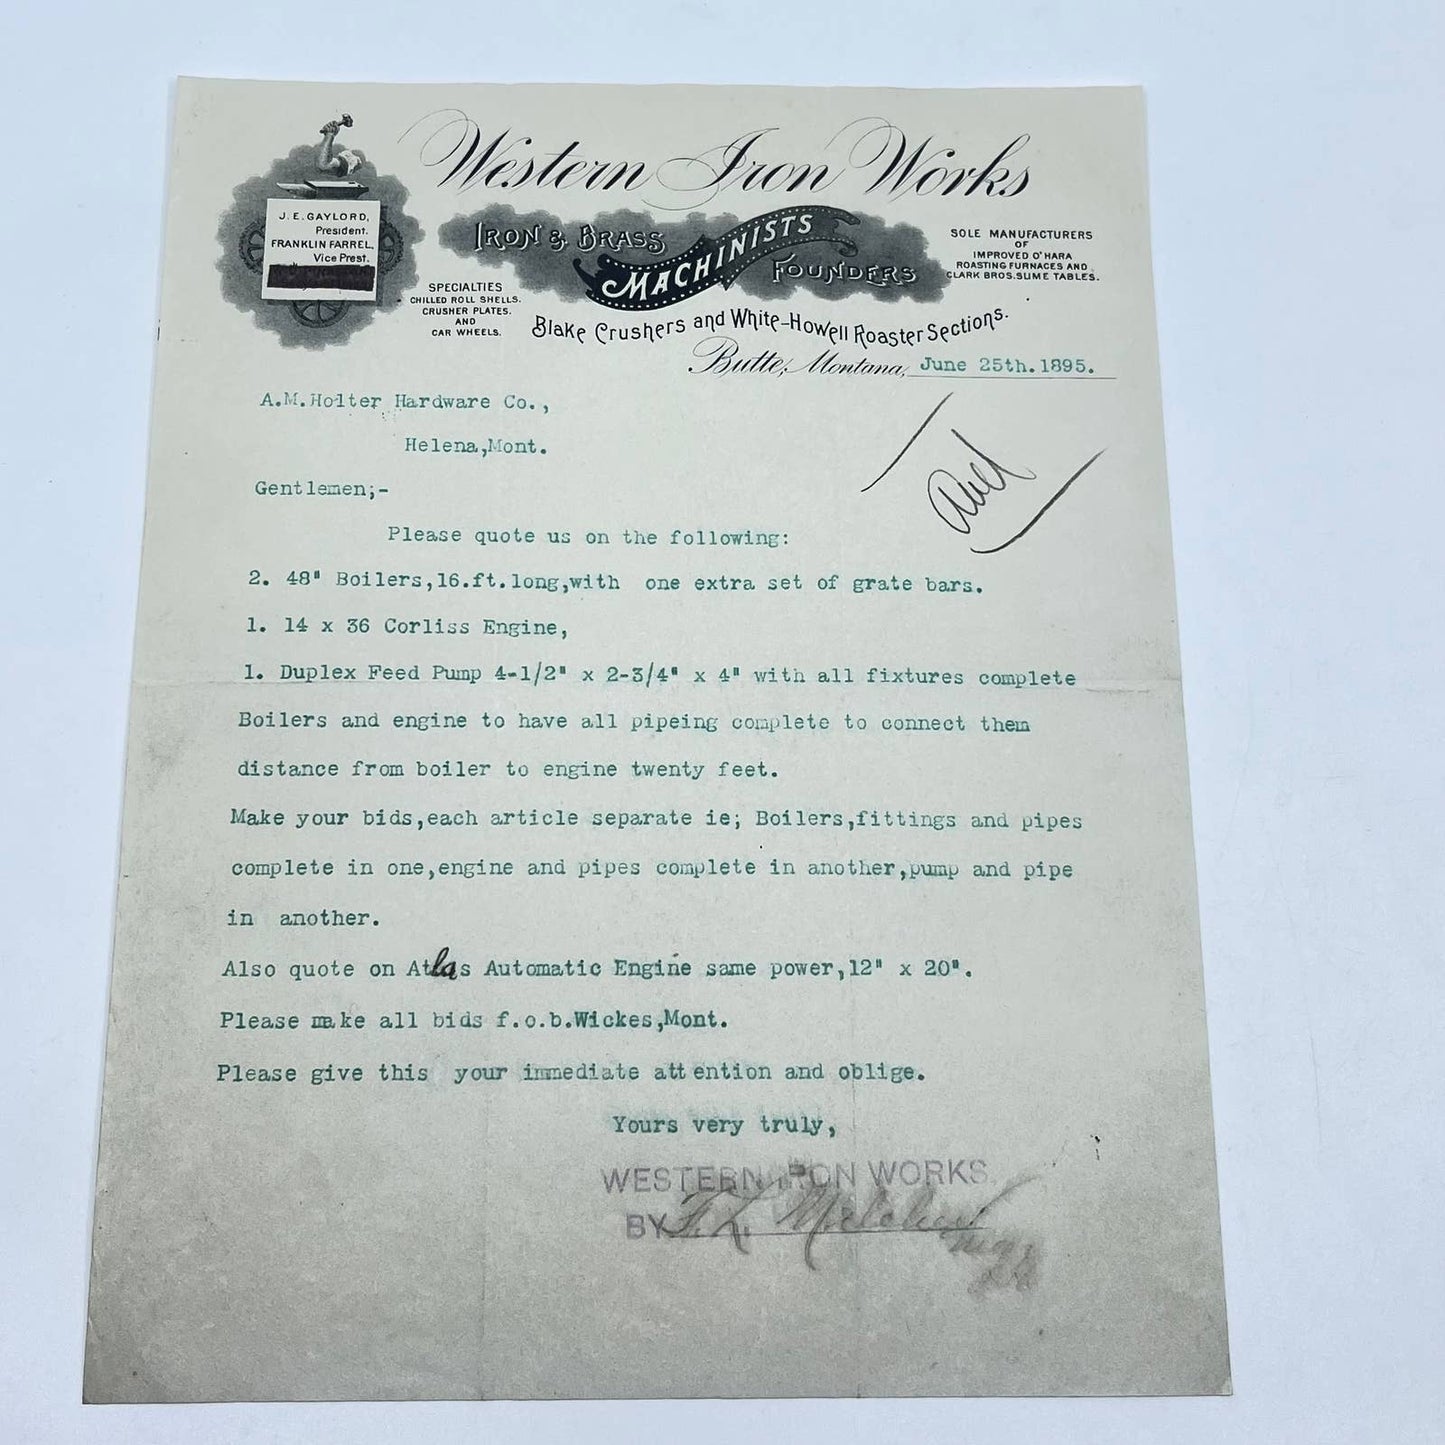 Western Iron Works
J. E. GAYLORD,
President.
FRANKLIN FARREL,
Vice Prest.
IRON & BRASS
MACHINISTS
FOUNDERS
SPECIALTIES
CHILLED ROLL SHELLS.
CRUSHER PLATES.
AND
CAR WHEELS.
SOLE MANUFACTURERS
OF
IMPROVED O'HARA
ROASTING FURNACES AND
CLARK BROS. SLIME TABLES.
Blake Crushers and White-Howell Roaster Sections.
Butte, Montana, June 25th.1895.
A.M.Holter Hardware Co.,
Helena,Mont.
Gentlemen;-
Please quote us on the following:
2. 48" Boilers,16.ft.long,with one extra set of grate bars.
1. 14 x 36 Corliss Engine,
1. Duplex Feed Pump 4-1/2" x 2-3/4" x 4" with all fixtures complete
Boilers and engine to have all pipeing complete to connect them
distance from boiler to engine twenty feet.
Make your bids,each article separate ie; Boilers,fittings and pipes
complete in one,engine and pipes complete in another,pump and pipe
in another.
Also quote on Atlas Automatic Engine same power,12" x 20".
Please make all bids f.o.b.Wickes,Mont.
Please give this your immediate attention and oblige.
Yours very truly,
WESTERN IRON WORKS.
BY F. L.